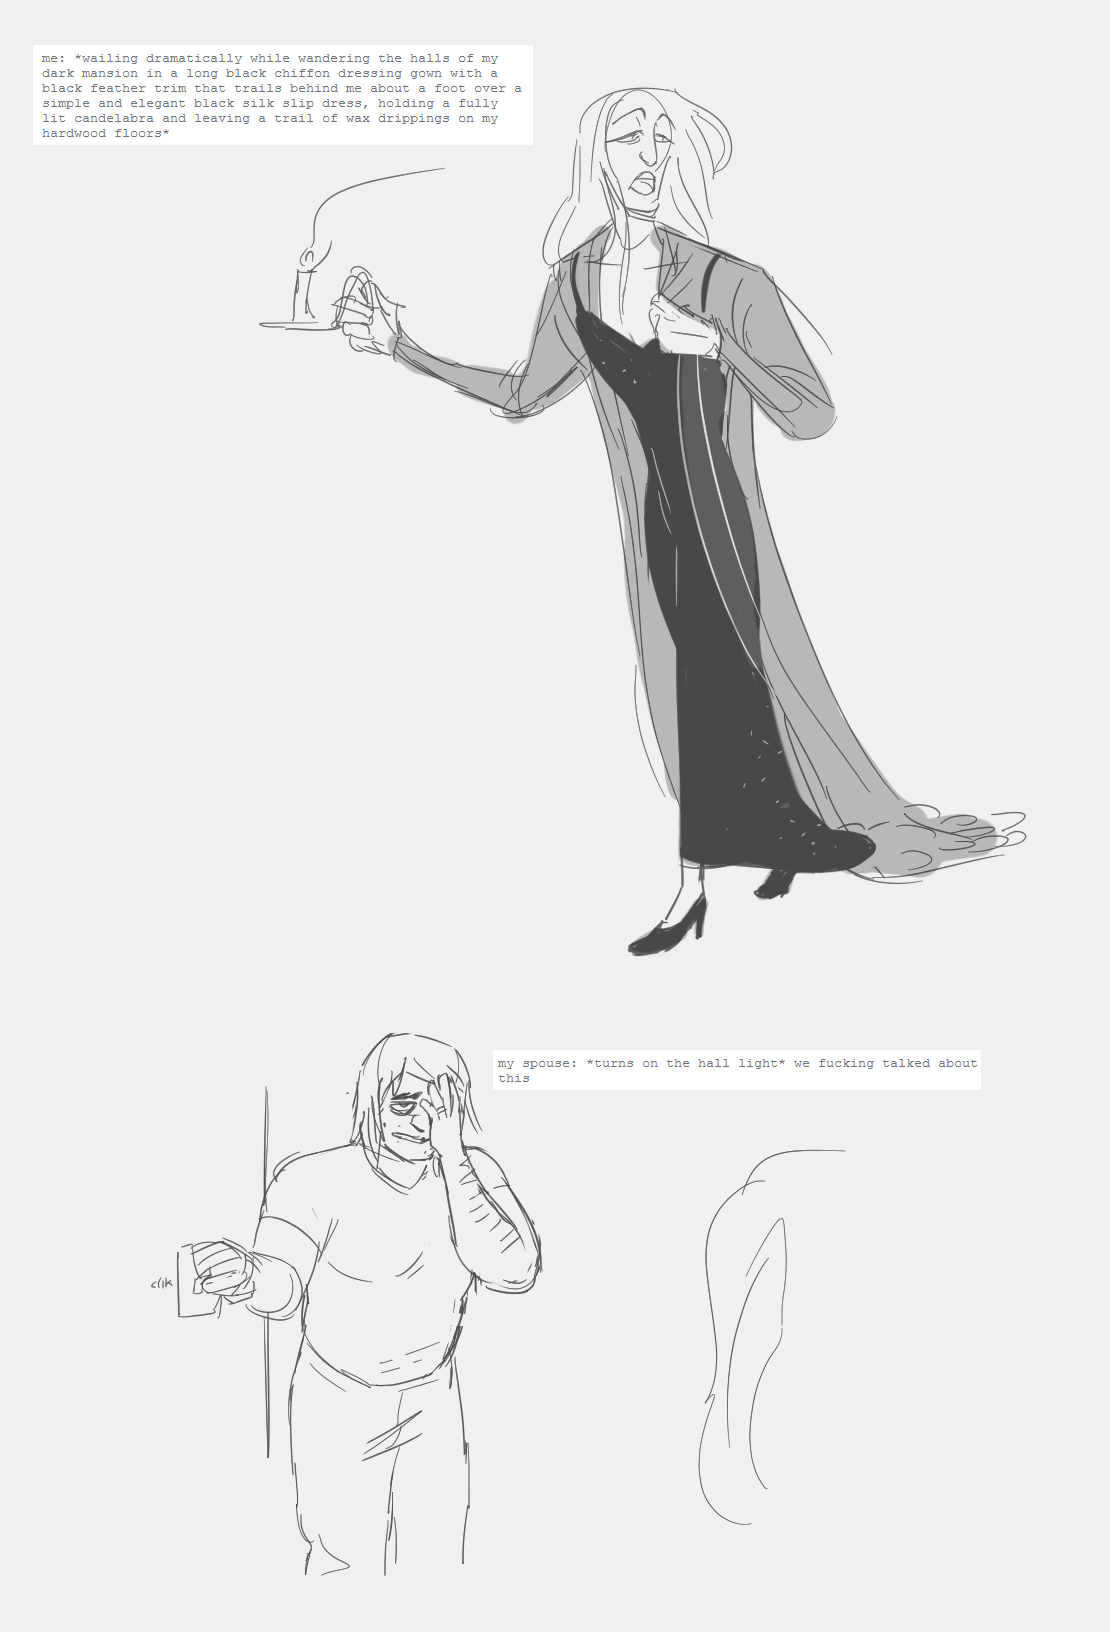 me: *wailing dramatically while wandering the halls of my
dark mansion in a long black chiffon dressing gown with a
black feather trim that trails behind me about a foot over a
simple and elegant black silk slip dress, holding a fully
lit candelabra and leaving a trail of wax drippings on my
hardwood floors*
my spouse: *turns on the hall light* we fucking talked about
this
clik